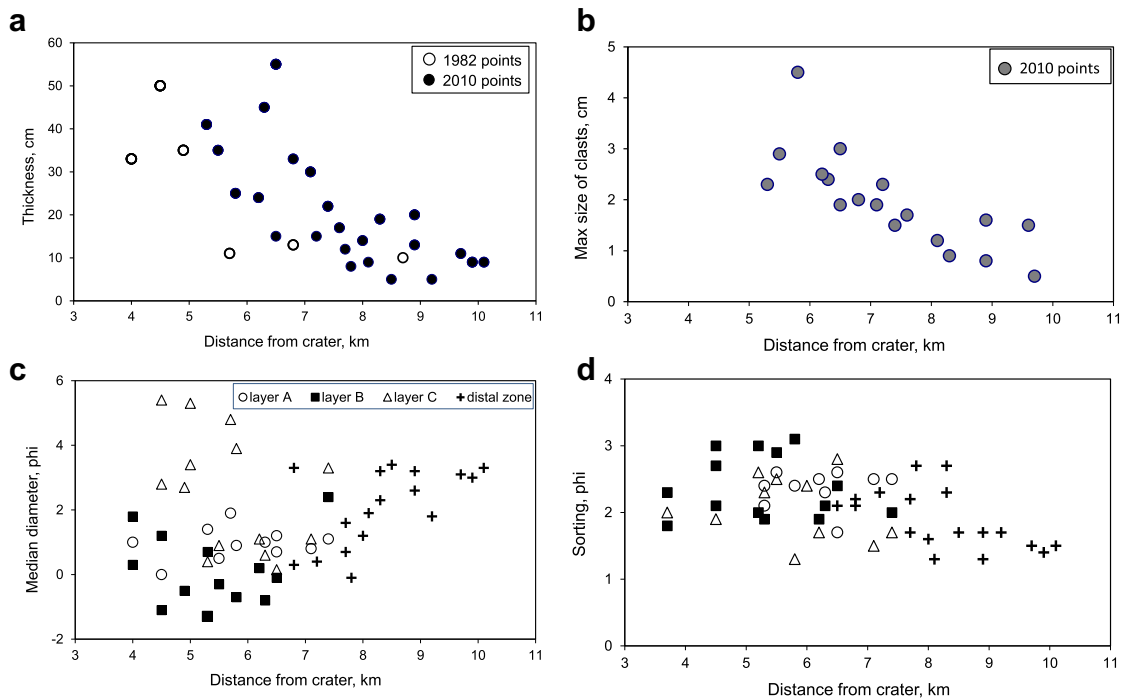 a
60
50
40
30
20
10
0
Thickness, cm
1982 points
2010 points
3 4 5 6 7 8 9 10 11
Distance from crater, km
b
5
4
3
2
1
0
Max size of clasts, cm
2010 points
3 4 5 6 7 8 9 10 11
Distance from crater, km
c
6
4
2
0
-2
Median diameter, phi
layer A layer B layer C distal zone
3 4 5 6 7 8 9 10 11
Distance from crater, km
d
4
3
2
1
0
Sorting, phi
3 4 5 6 7 8 9 10 11
Distance from crater, km